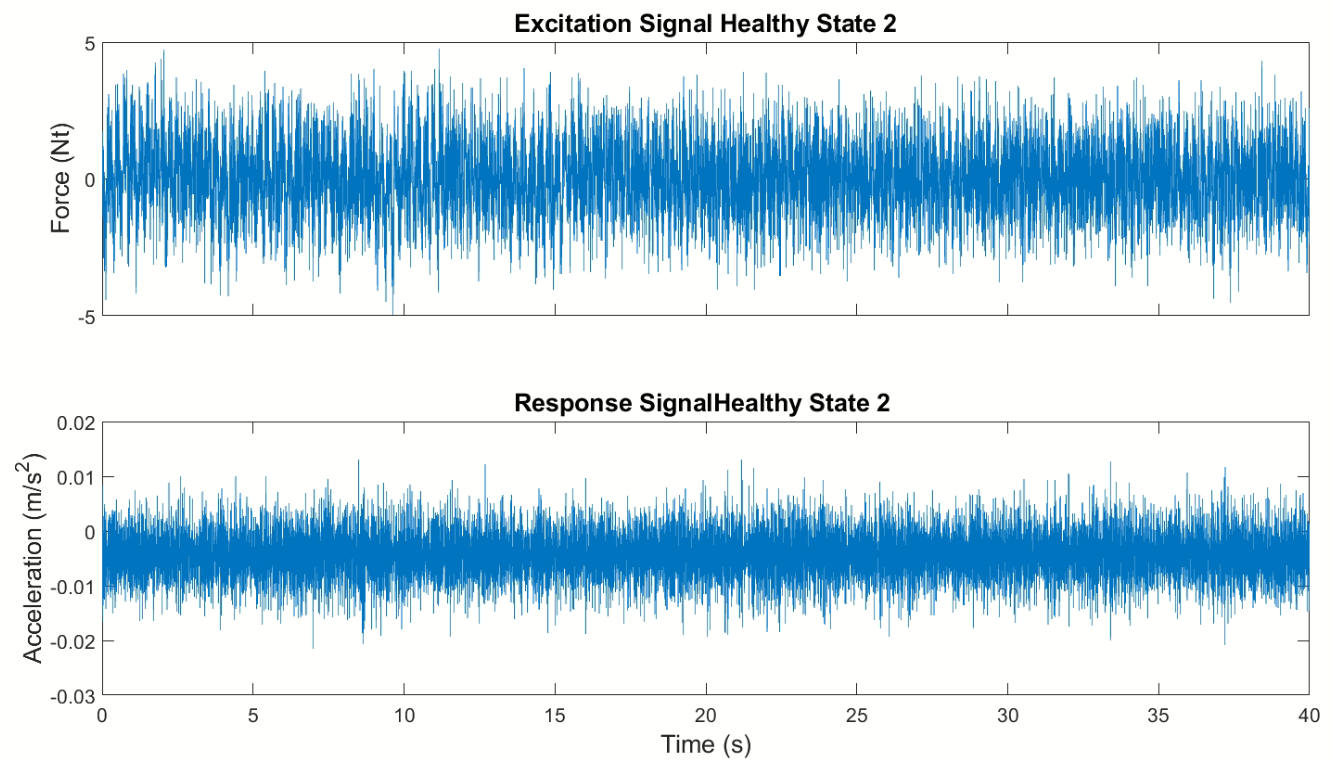 Excitation Signal Healthy State 2
5
0
-5
Force (Nt)
Response SignalHealthy State 2
0.02
0.01
0
-0.01
-0.02
-0.03
Acceleration (m/s²)
0 5 10 15 20 25 30 35 40
Time (s)